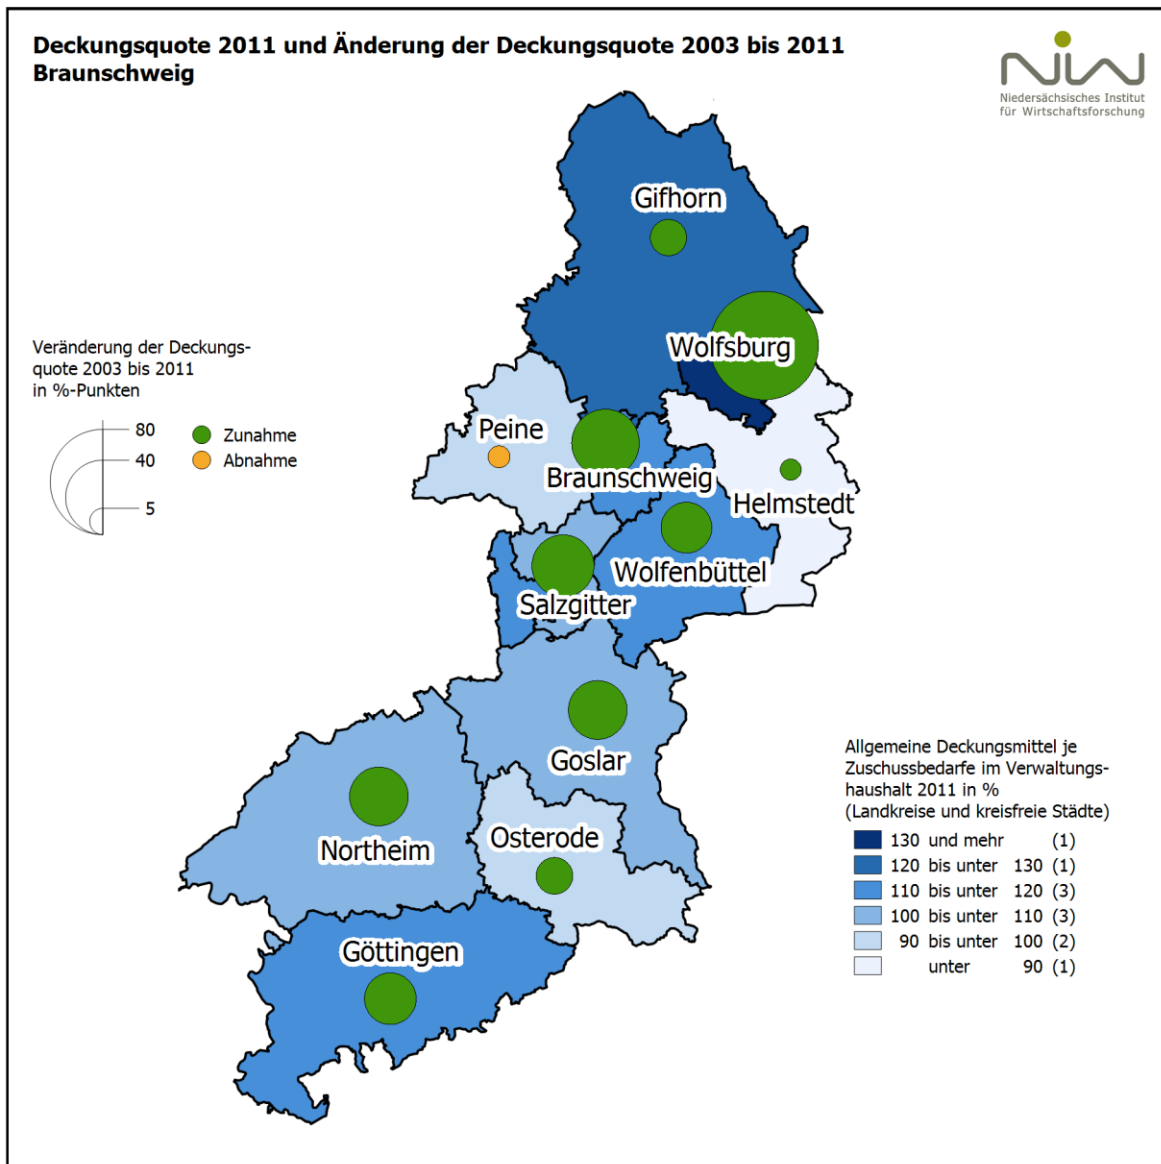 Deckungsquote 2011 und Änderung der Deckungsquote 2003 bis 2011
Braunschweig
NIW
Niedersächsisches Institut
für Wirtschaftsforschung
Gifhorn
Wolfsburg
Veränderung der Deckungs-
quote 2003 bis 2011
in %-Punkten
80
40
5
Zunahme
Abnahme
Peine
Braunschweig
Helmstedt
Wolfenbüttel
Salzgitter
Goslar
Northeim
Osterode
Göttingen
Allgemeine Deckungsmittel je
Zuschussbedarfe im Verwaltungs-
haushalt 2011 in %
(Landkreise und kreisfreie Städte)
130 und mehr (1)
120 bis unter 130 (1)
110 bis unter 120 (3)
100 bis unter 110 (3)
90 bis unter 100 (2)
unter 90 (1)